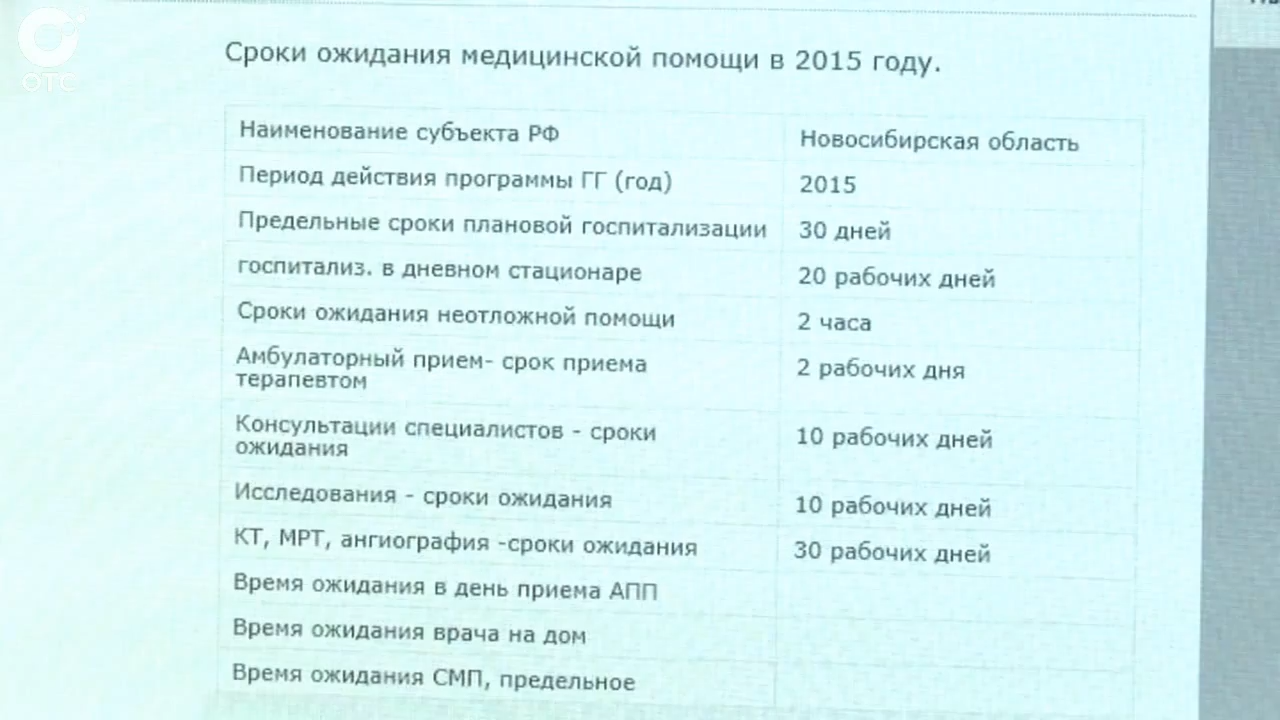 ОТС
Сроки ожидания медицинской помощи в 2015 году.
Наименование субъекта РФ
Новосибирская область
Период действия программы ГГ (год)
2015
Предельные сроки плановой госпитализации
30 дней
госпитализ. в дневном стационаре
20 рабочих дней
Сроки ожидания неотложной помощи
2 часа
Амбулаторный прием- срок приема
терапевтом
2 рабочих дня
Консультации специалистов - сроки
ожидания
10 рабочих дней
Исследования - сроки ожидания
10 рабочих дней
КТ, МРТ, ангиография -сроки ожидания
30 рабочих дней
Время ожидания в день приема АПП
Время ожидания врача на дом
Время ожидания СМП, предельное